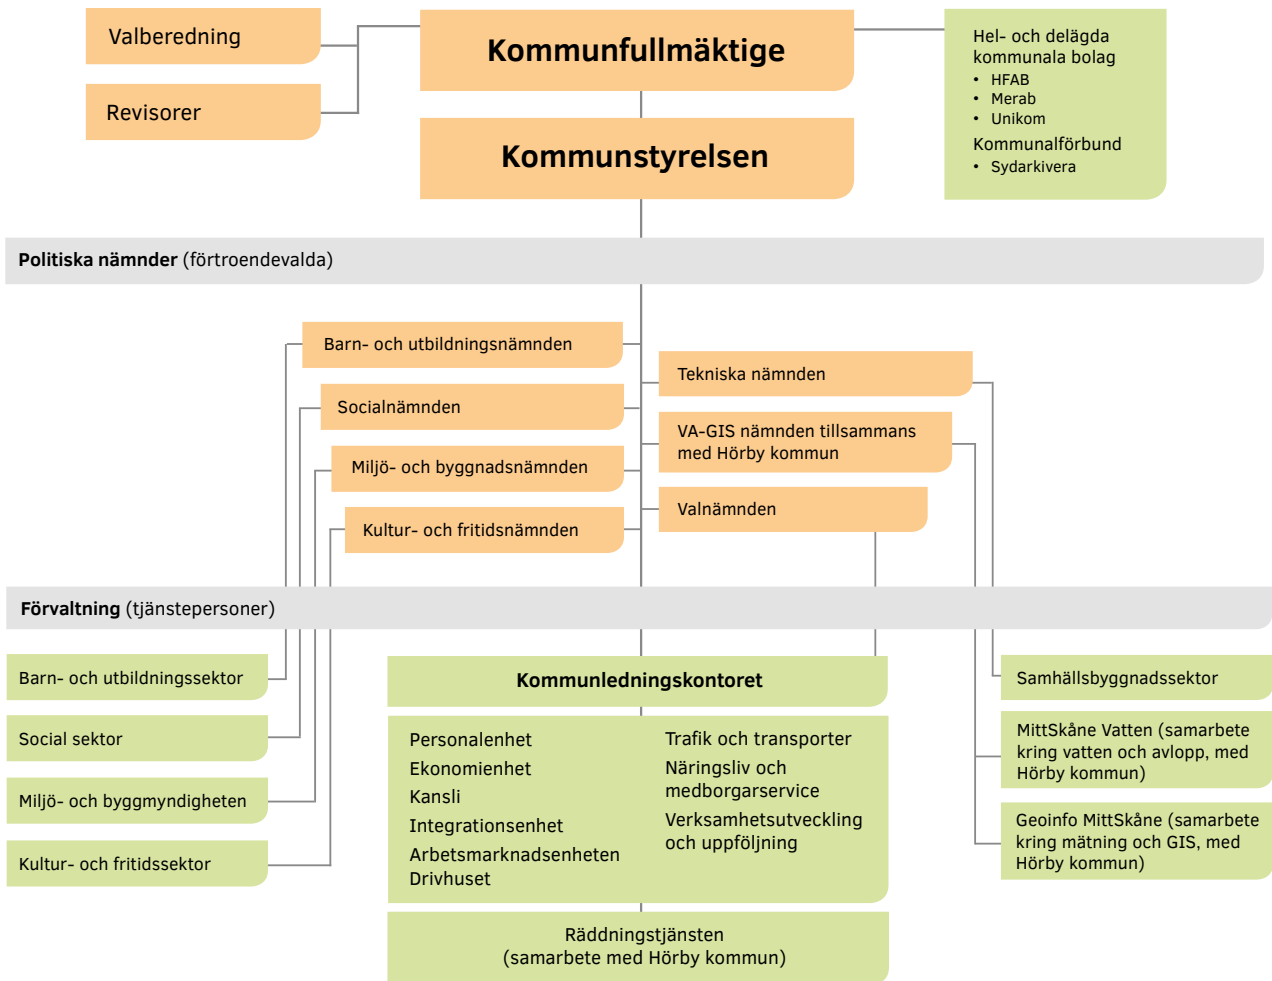 Valberedning
Revisorer
Kommunfullmäktige
Kommunstyrelsen
Hel- och delägda
kommunala bolag
• HFAB
• Merab
• Unikom
Kommunalförbund
• Sydarkivera
Politiska nämnder (förtroendevalda)
Barn- och utbildningsnämnden
Socialnämnden
Miljö- och byggnadsnämnden
Kultur- och fritidsnämnden
Tekniska nämnden
VA-GIS nämnden tillsammans
med Hörby kommun
Valnämnden
Förvaltning (tjänstepersoner)
Barn- och utbildningssektor
Social sektor
Miljö- och byggmyndigheten
Kultur- och fritidssektor
Kommunledningskontoret
Personalenhet
Ekonomienhet
Kansli
Integrationsenhet
Arbetsmarknadsenheten
Drivhuset
Trafik och transporter
Näringsliv och
medborgarservice
Verksamhetsutveckling
och uppföljning
Räddningstjänsten
(samarbete med Hörby kommun)
Samhällsbyggnadssektor
MittSkåne Vatten (samarbete
kring vatten och avlopp, med
Hörby kommun)
Geoinfo MittSkåne (samarbete
kring mätning och GIS, med
Hörby kommun)